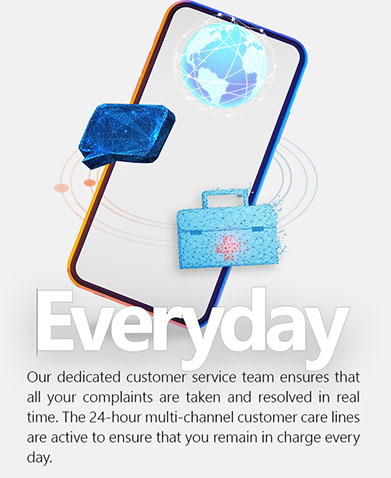 Everyday
Our dedicated customer service team ensures that
all your complaints are taken and resolved in real
time. The 24-hour multi-channel customer care lines
are active to ensure that you remain in charge every
day.